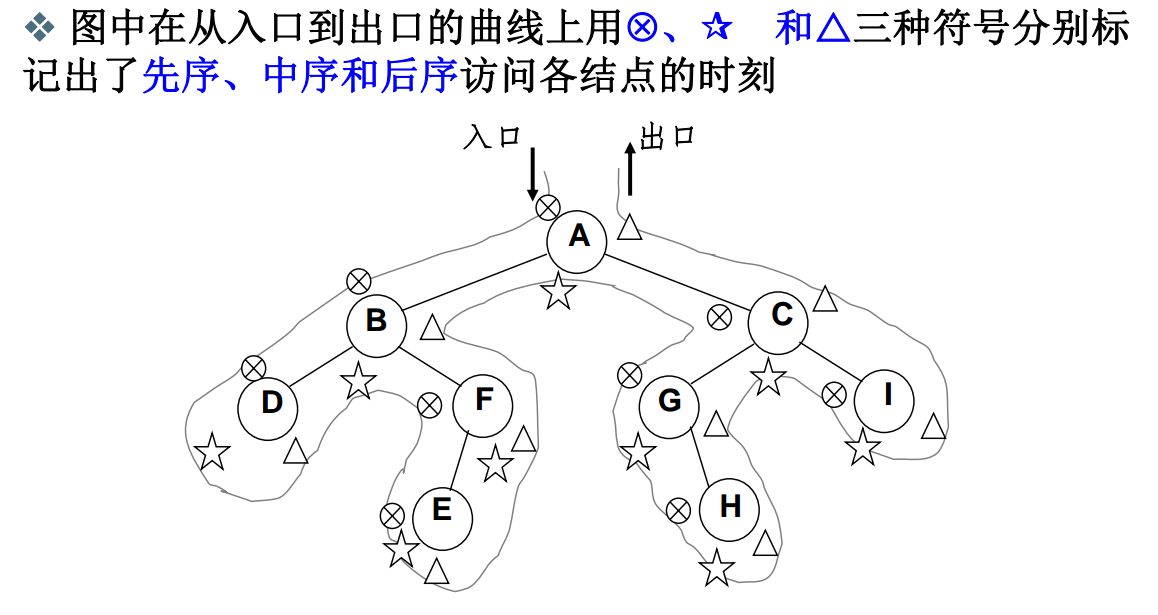 ❖ 图中在从入口到出口的曲线上用⊗、☆ 和△三种符号分别标
记出了先序、中序和后序访问各结点的时刻
入口 出口
A
B
C
D
F
G
I
E
H